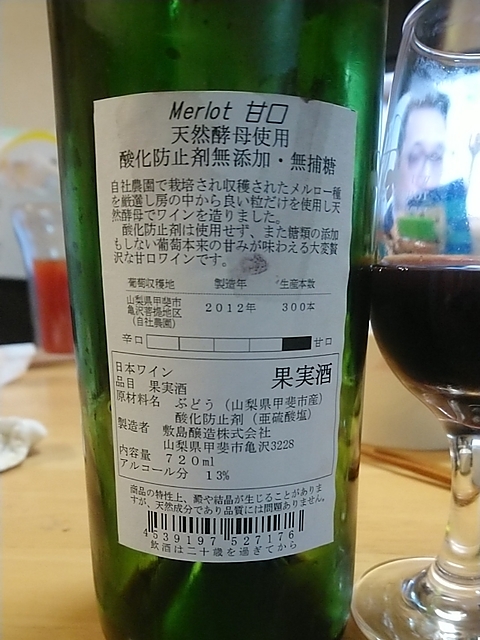 Merlot 甘口
天然酵母使用
酸化防止剤無添加・無捕糖
自社農園で栽培され収穫されたメルロー種
を厳選し房の中から良い粒だけを使用し天
然酵母でワインを造りました。
酸化防止剤は使用せず、また糖類の添加
もしない葡萄本来の甘みが味わえる大変贅
沢な甘口ワインです。
葡萄収穫地 製造年 生産本数
山梨県甲斐市
亀沢菩提地区
(自社農園)
2012年 300本
辛口 甘口
日本ワイン
果実酒
品目 果実酒
原材料名 ぶどう（山梨県甲斐市産）
酸化防止剤（亜硫酸塩）
製造者 敷島醸造株式会社
山梨県甲斐市亀沢3228
内容量 720ml
アルコール分 13%
商品の特性上、澱や結晶が生じることがありま
すが、天然成分であり品質には問題ありません。
4539197 527176
飲酒は二十歳を過ぎてから